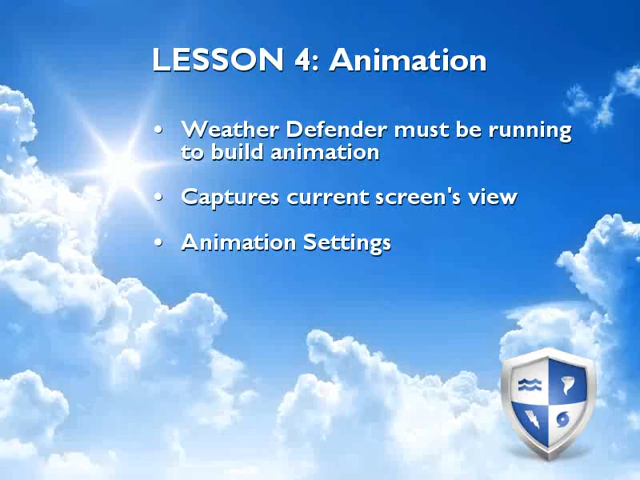 LESSON 4: Animation
• Weather Defender must be running
to build animation
• Captures current screen's view
• Animation Settings